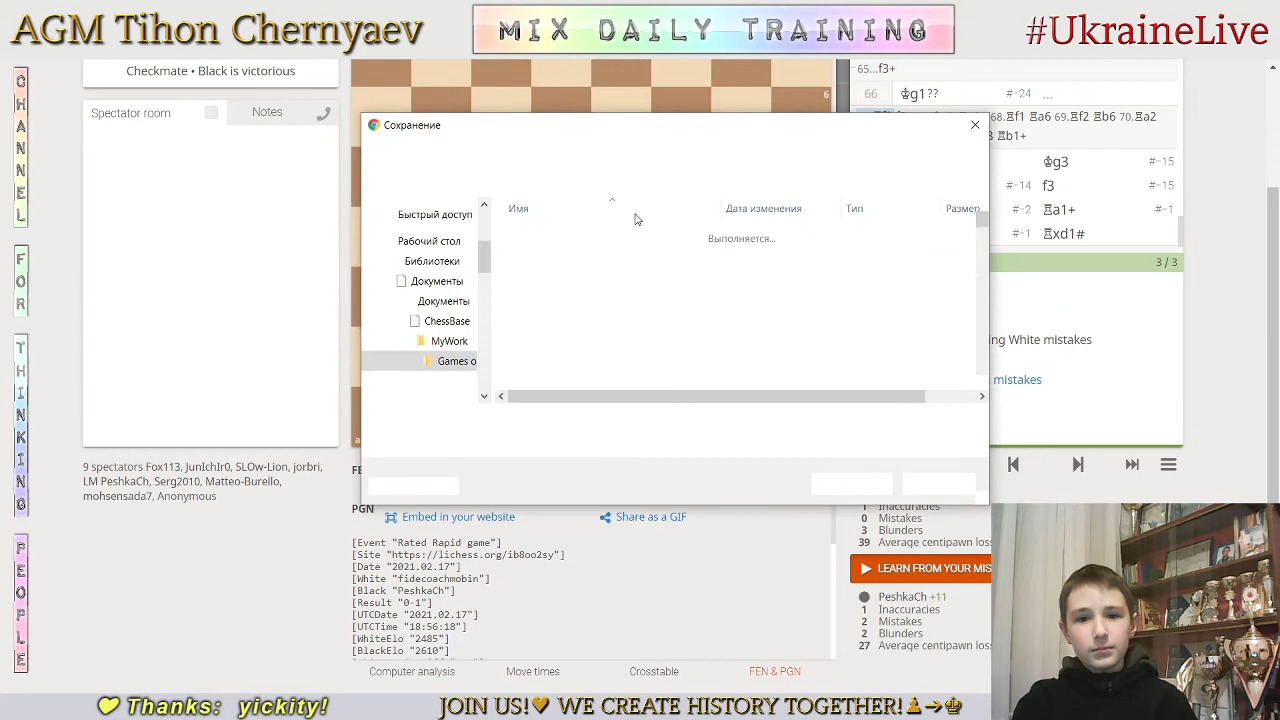 AGM Tihon Chernyaev
MIX DAILY TRAINING
#UkraineLive
CHANNEL
FOR
THINKING
PEOPLE
Checkmate • Black is victorious
Spectator room
Notes
9 spectators Fox113, JunIchIr0, SLOw-Lion, jorbri,
LM PeshkaCh, Serg2010, Matteo-Burello,
mohsensada7, Anonymous
6
a
65...f3+
66 ♔g1?? #-24 ...
68.♖f1 ♖a6 69.♖f2 ♖b6 70.♖a2
♖b1+
♔g3 #-15
#-14 f3 #-15
#-2 ♖a1+ #-1
#-1 ♖xd1#
3 / 3
ng White mistakes
mistakes
Сохранение
Имя
Дата изменения
Тип
Размер
Выполняется...
Быстрый доступ
Рабочий стол
Библиотеки
Документы
Документы
ChessBase
MyWork
Games o
FE
PGN
Embed in your website
Share as a GIF
[Event "Rated Rapid game"]
[Site "https://lichess.org/ib8oo2sy"]
[Date "2021.02.17"]
[White "fidecoachmobin"]
[Black "PeshkaCh"]
[Result "0-1"]
[UTCDate "2021.02.17"]
[UTCTime "18:56:18"]
[WhiteElo "2485"]
[BlackElo "2610"]
Computer analysis
Move times
Crosstable
FEN & PGN
1 Inaccuracies
0 Mistakes
3 Blunders
39 Average centipawn loss
LEARN FROM YOUR MIS
PeshkaCh +11
1 Inaccuracies
2 Mistakes
2 Blunders
27 Average centipawn loss
Thanks: yickity!
JOIN US!🧡 WE CREATE HISTORY TOGETHER!♟→♚